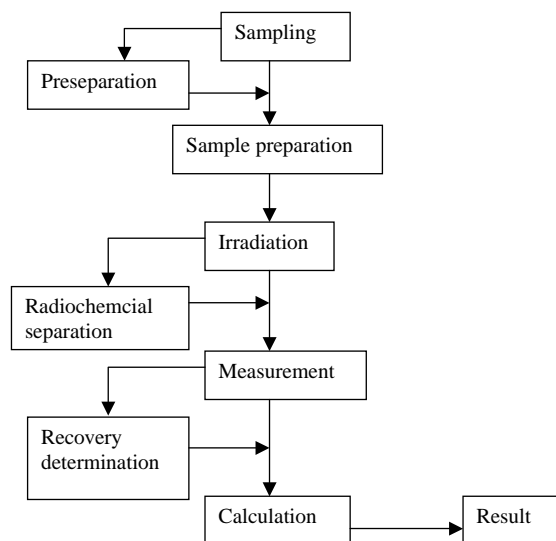 Sampling
Preseparation
Sample preparation
Irradiation
Radiochemcial
separation
Measurement
Recovery
determination
Calculation
Result